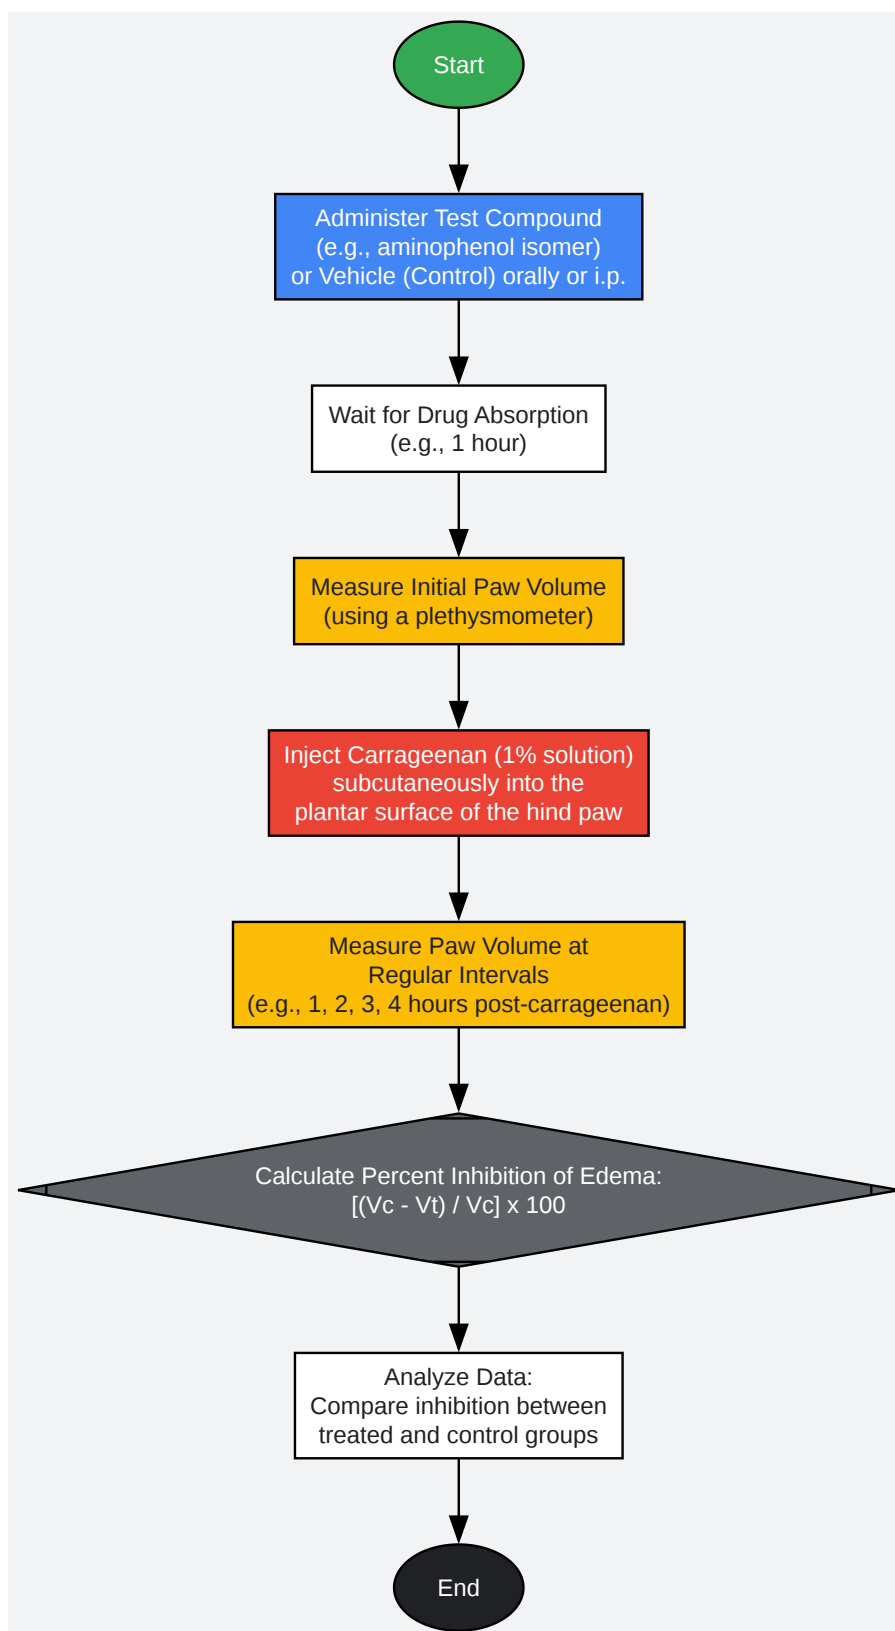 Start
Administer Test Compound
(e.g., aminophenol isomer)
or Vehicle (Control) orally or i.p.
Wait for Drug Absorption
(e.g., 1 hour)
Measure Initial Paw Volume
(using a plethysmometer)
Inject Carrageenan (1% solution)
subcutaneously into the
plantar surface of the hind paw
Measure Paw Volume at
Regular Intervals
(e.g., 1, 2, 3, 4 hours post-carrageenan)
Calculate Percent Inhibition of Edema:
[(Vc - Vt) / Vc] x 100
Analyze Data:
Compare inhibition between
treated and control groups
End